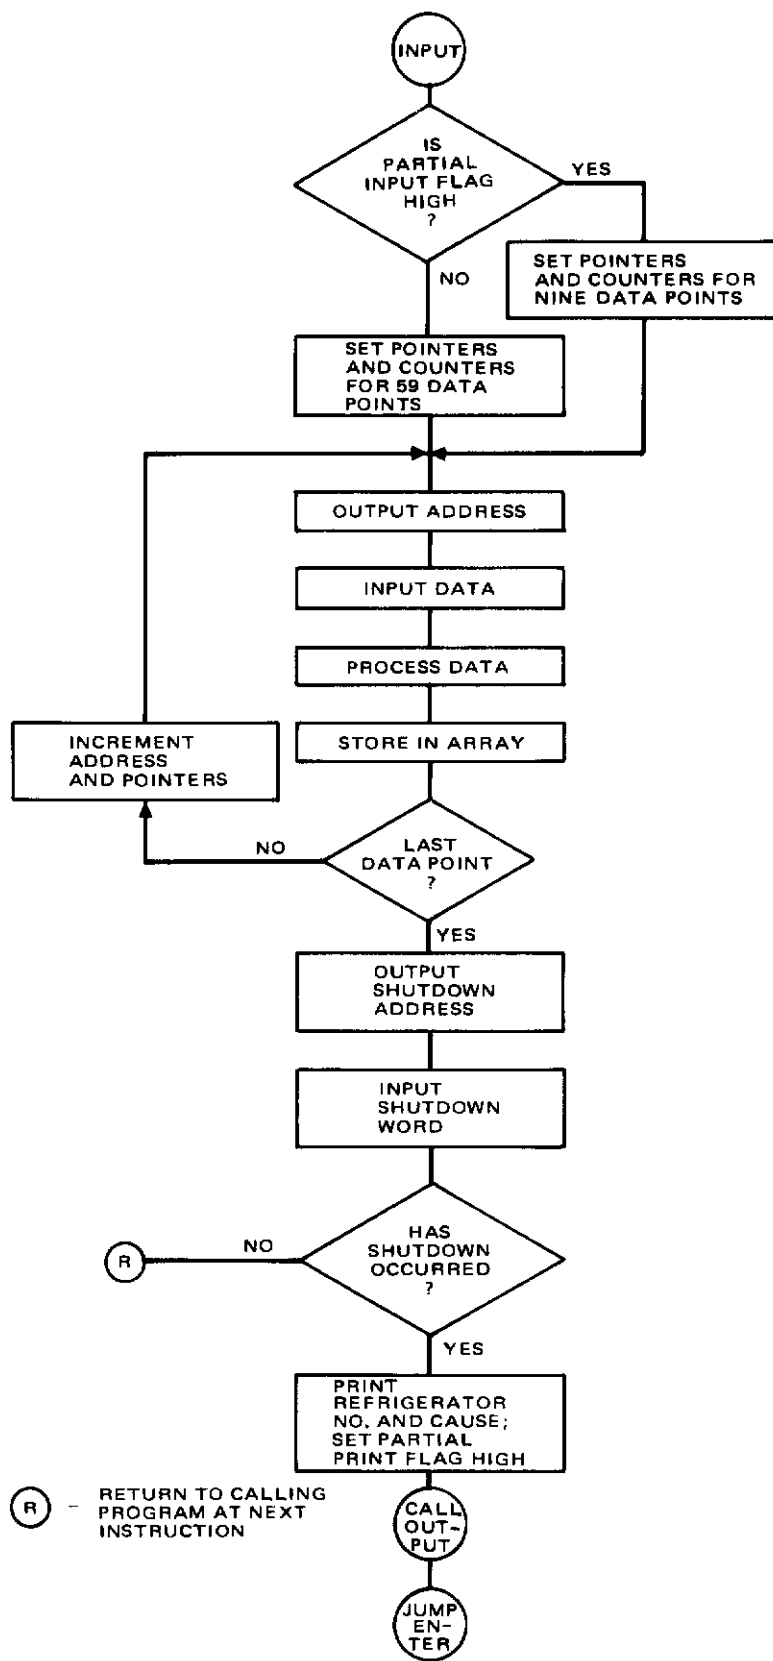 INPUT
IS
PARTIAL
INPUT FLAG
HIGH
?
YES
NO
SET POINTERS
AND COUNTERS FOR
NINE DATA POINTS
SET POINTERS
AND COUNTERS
FOR 59 DATA
POINTS
OUTPUT ADDRESS
INPUT DATA
PROCESS DATA
STORE IN ARRAY
INCREMENT
ADDRESS
AND POINTERS
NO
LAST
DATA POINT
?
YES
OUTPUT
SHUTDOWN
ADDRESS
INPUT
SHUTDOWN
WORD
HAS
SHUTDOWN
OCCURRED
?
NO
R
YES
PRINT
REFRIGERATOR
NO. AND CAUSE;
SET PARTIAL
PRINT FLAG HIGH
R - RETURN TO CALLING
PROGRAM AT NEXT
INSTRUCTION
CALL
OUT-
PUT
JUMP
EN-
TER